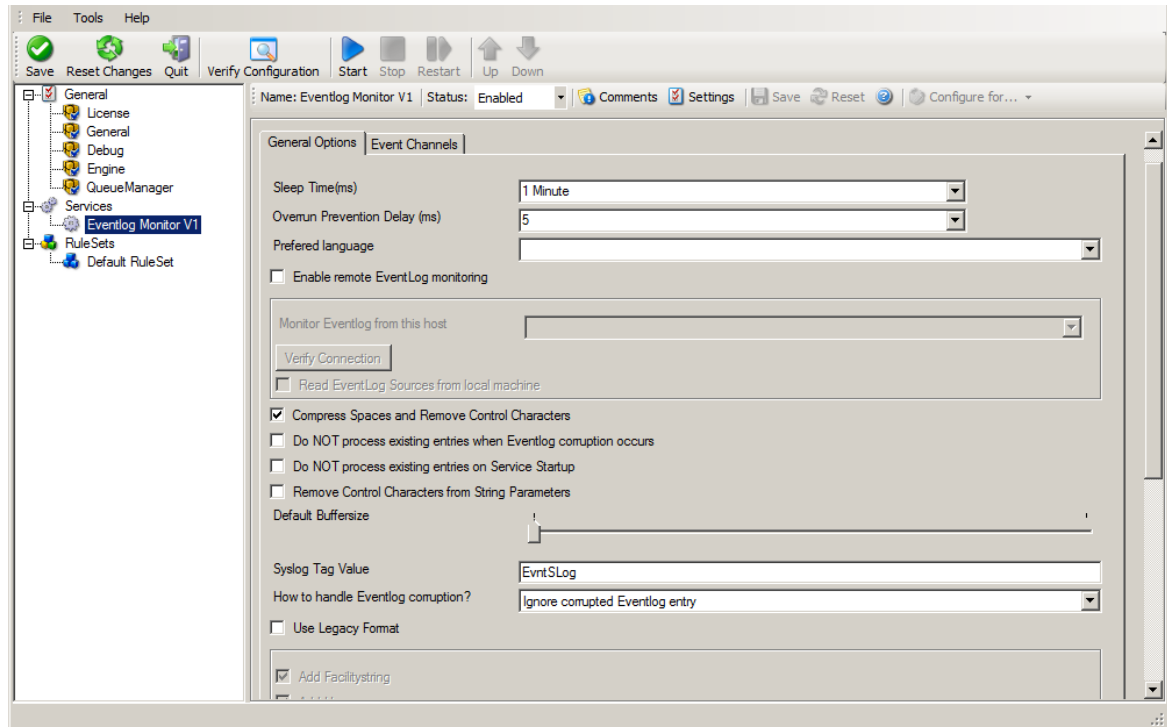 File Tools Help
Save Reset Changes Quit Verify Configuration Start Stop Restart Up Down
General
License
General
Debug
Engine
QueueManager
Services
Eventlog Monitor V1
RuleSets
Default RuleSet
Name: Eventlog Monitor V1 Status: Enabled Comments Settings Save Reset Configure for...
General Options Event Channels
Sleep Time(ms) 1 Minute
Overrun Prevention Delay (ms) 5
Prefered language
Enable remote EventLog monitoring
Monitor Eventlog from this host
Verify Connection
Read EventLog Sources from local machine
Compress Spaces and Remove Control Characters
Do NOT process existing entries when Eventlog corruption occurs
Do NOT process existing entries on Service Startup
Remove Control Characters from String Parameters
Default Buffersize
Syslog Tag Value EvntSLog
How to handle Eventlog corruption? Ignore corrupted Eventlog entry
Use Legacy Format
Add Facilitystring